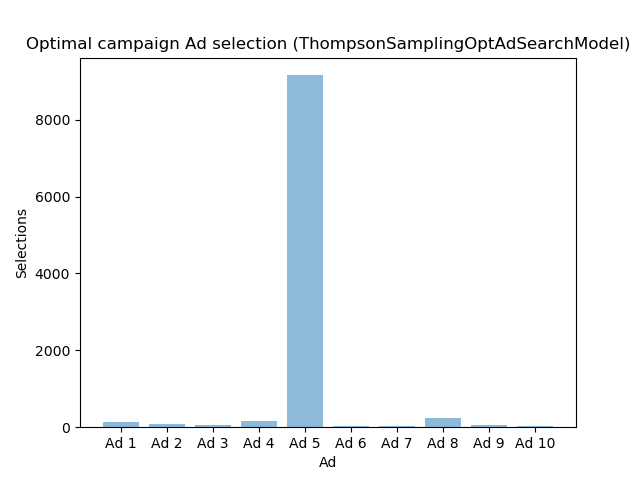 Optimal campaign Ad selection (ThompsonSamplingOptAdSearchModel)
8000
6000
4000
2000
0
Selections
Ad 1 Ad 2 Ad 3 Ad 4 Ad 5 Ad 6 Ad 7 Ad 8 Ad 9 Ad 10
Ad